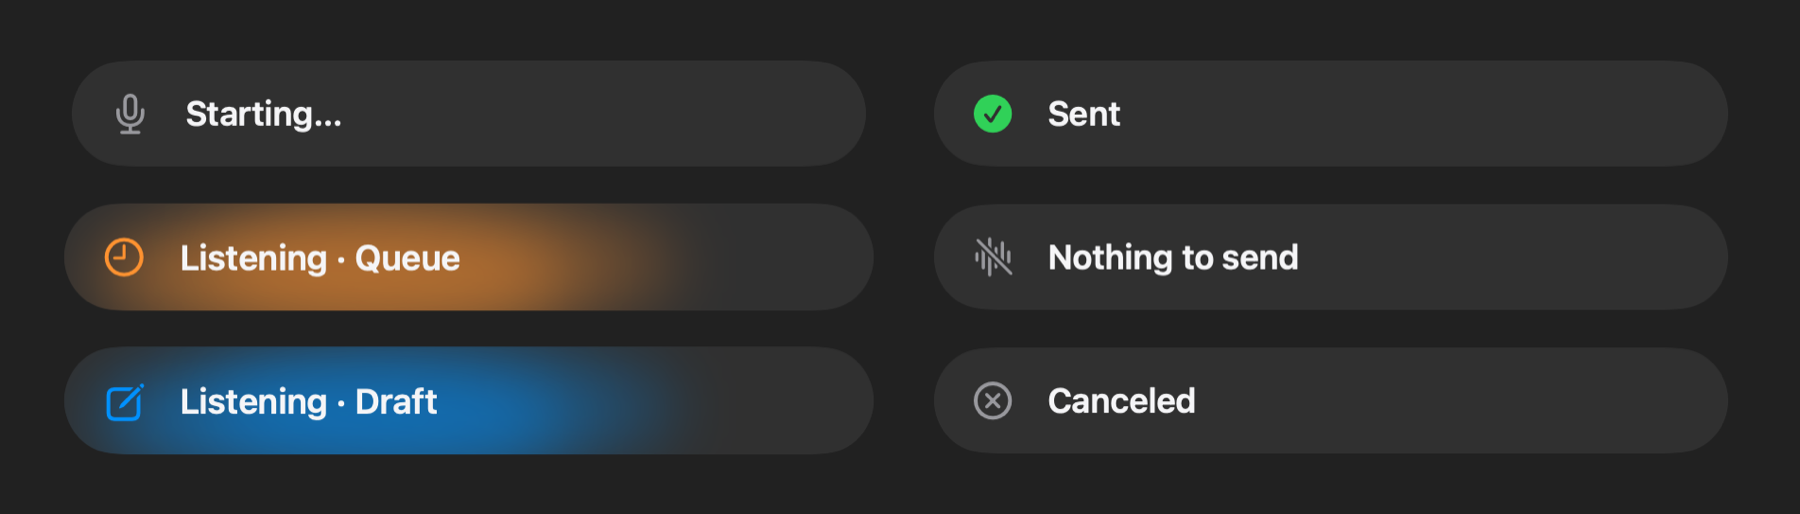 Starting...
Listening · Queue
Listening · Draft
Sent
Nothing to send
Canceled